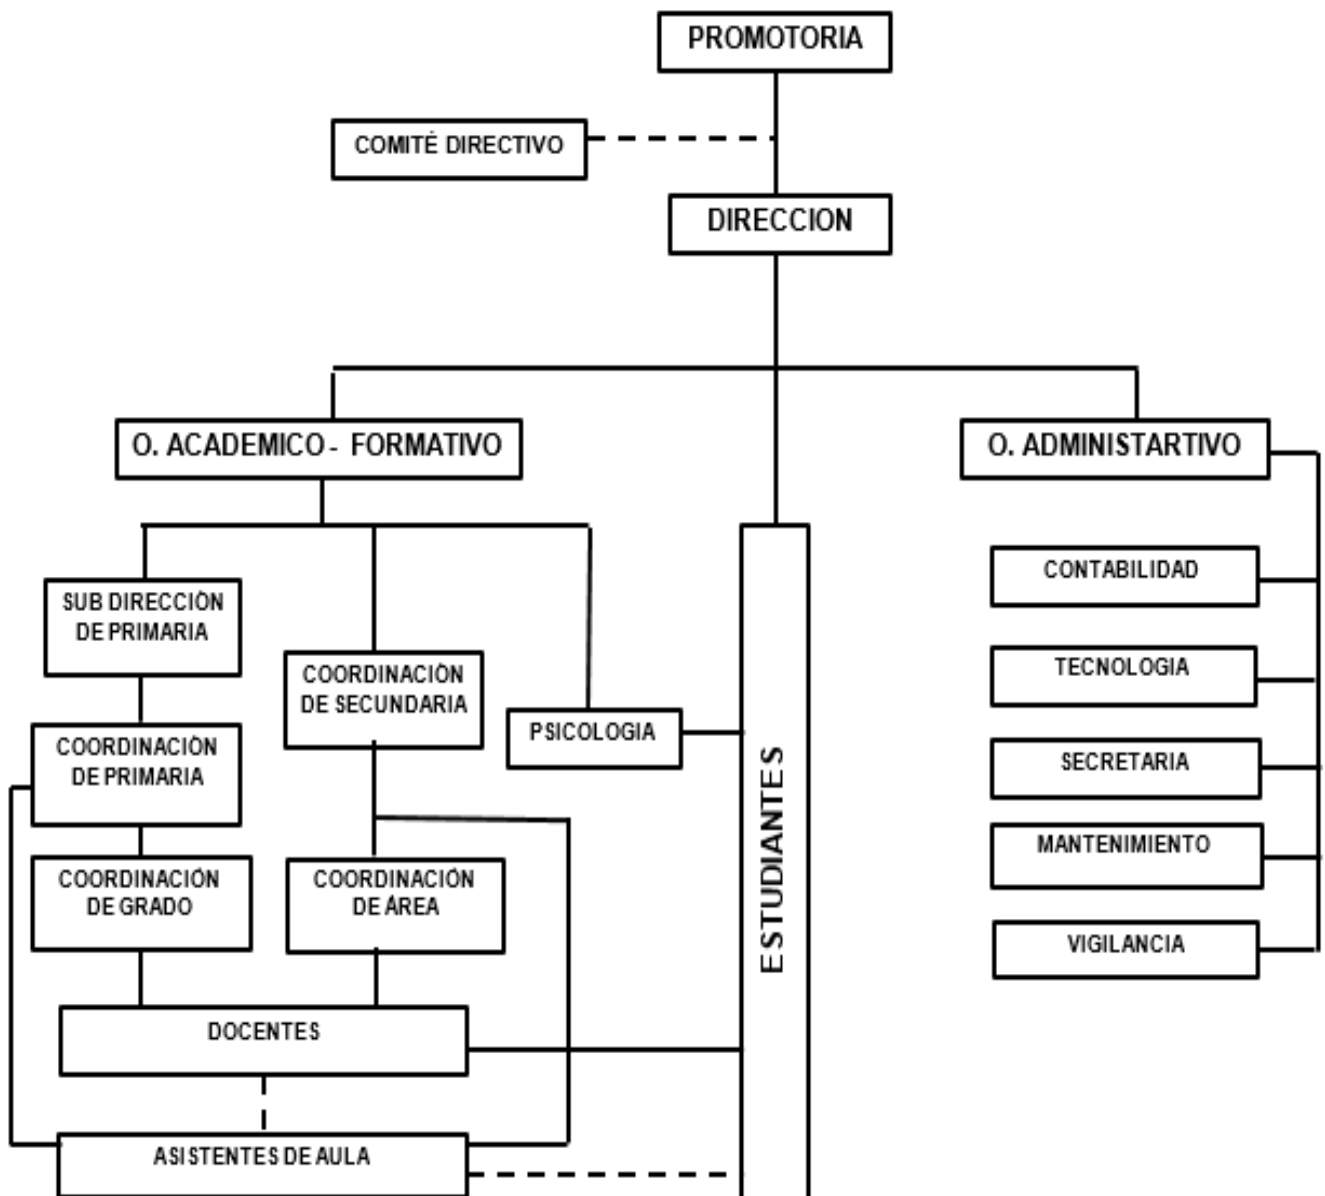 PROMOTORIA
COMITÉ DIRECTIVO
DIRECCION
O. ACADEMICO - FORMATIVO
O. ADMINISTARTIVO
SUB DIRECCIÓN
DE PRIMARIA
COORDINACIÓN
DE SECUNDARIA
PSICOLOGIA
COORDINACIÓN
DE PRIMARIA
COORDINACIÓN
DE GRADO
COORDINACIÓN
DE ÁREA
DOCENTES
ASISTENTES DE AULA
ESTUDIANTES
CONTABILIDAD
TECNOLOGIA
SECRETARIA
MANTENIMIENTO
VIGILANCIA